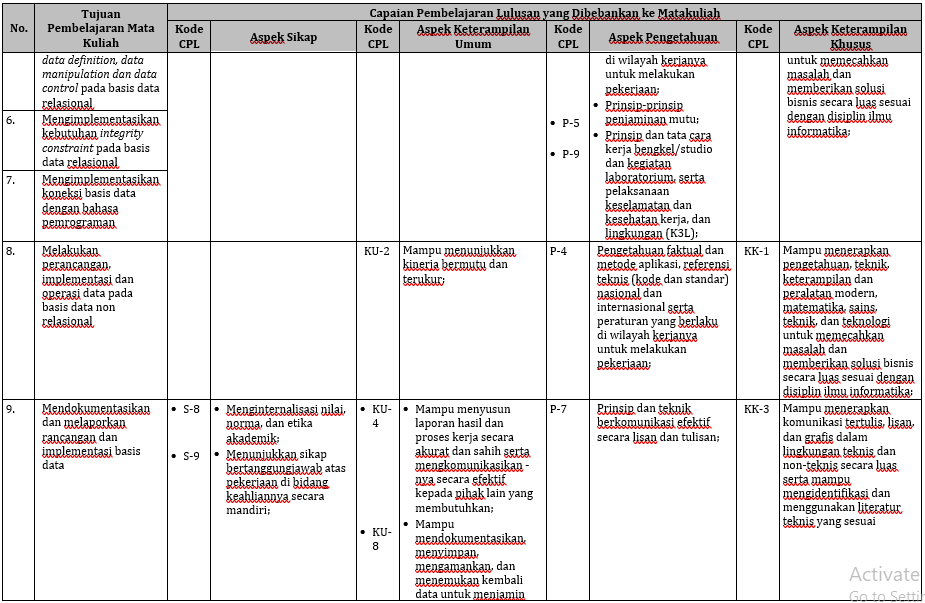 No.
Tujuan
Pembelajaran Mata
Kuliah
Capaian Pembelajaran Lulusan yang Dibebankan ke Matakuliah
Kode
CPL
Aspek Sikap
Kode
CPL
Aspek Keterampilan
Umum
Kode
CPL
Aspek Pengetahuan
Kode
CPL
Aspek Keterampilan
Khusus
data definition, data
manipulation dan data
control pada basis data
relasional
6.
Mengimplementasikan
kebutuhan integrity
constraint pada basis
data relasional
7.
Mengimplementasikan
koneksi basis data
dengan bahasa
pemrograman
• P-5
• P-9
di wilayah kerjanya
untuk melakukan
pekerjaan;
• Prinsip-prinsip
penjaminan mutu;
• Prinsip dan tata cara
kerja bengkel/studio
dan kegiatan
laboratorium, serta
pelaksanaan
keselamatan dan
kesehatan kerja, dan
lingkungan (K3L);
untuk memecahkan
masalah dan
memberikan solusi
bisnis secara luas sesuai
dengan disiplin ilmu
informatika;
8.
Melakukan
perancangan,
implementasi dan
operasi data pada
basis data non
relasional
KU-2
Mampu menunjukkan
kinerja bermutu dan
terukur;
P-4
Pengetahuan faktual dan
metode aplikasi, referensi
teknis (kode dan standar)
nasional dan
internasional serta
peraturan yang berlaku
di wilayah kerjanya
untuk melakukan
pekerjaan;
KK-1
Mampu menerapkan
pengetahuan, teknik,
keterampilan dan
peralatan modern,
matematika, sains,
teknik, dan teknologi
untuk memecahkan
masalah dan
memberikan solusi bisnis
secara luas sesuai dengan
disiplin ilmu informatika;
9.
Mendokumentasikan
dan melaporkan
rancangan dan
implementasi basis
data
• S-8
• S-9
• Menginternalisasi nilai,
norma, dan etika
akademik;
• Menunjukkan sikap
bertanggungjawab atas
pekerjaan di bidang
keahliannya secara
mandiri;
• KU-
4
• KU-
8
• Mampu menyusun
laporan hasil dan
proses kerja secara
akurat dan sahih serta
mengkomunikasikan -
nya secara efektif
kepada pihak lain yang
membutuhkan;
• Mampu
mendokumentasikan,
menyimpan,
mengamankan, dan
menemukan kembali
data untuk menjamin
P-7
Prinsip dan teknik
berkomunikasi efektif
secara lisan dan tulisan;
KK-3
Mampu menerapkan
komunikasi tertulis, lisan,
dan grafis dalam
lingkungan teknis dan
non-teknis secara luas
serta mampu
mengidentifikasi dan
menggunakan literatur
teknis yang sesuai
Activate
Go to Settin